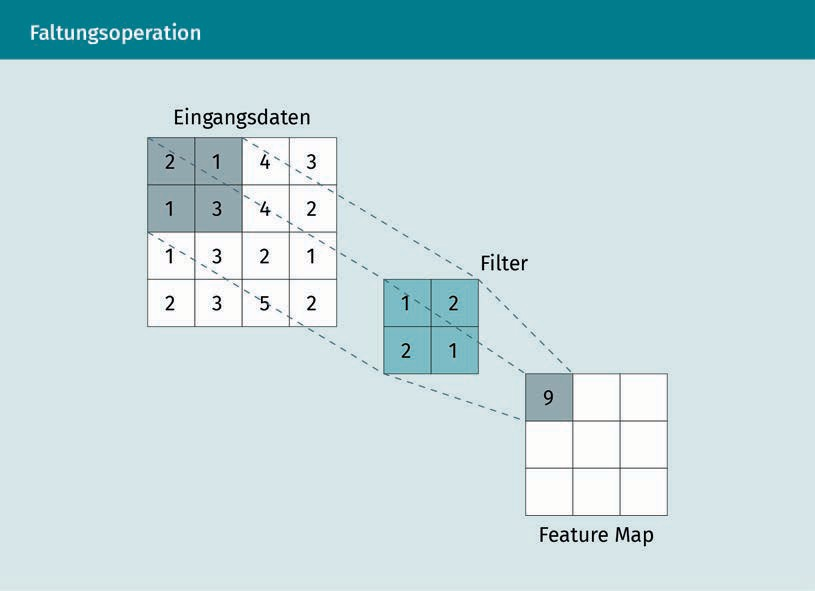 Faltungsoperation
Eingangsdaten
2 1 4 3
1 3 4 2
1 3 2 1
2 3 5 2
Filter
1 2
2 1
9
Feature Map